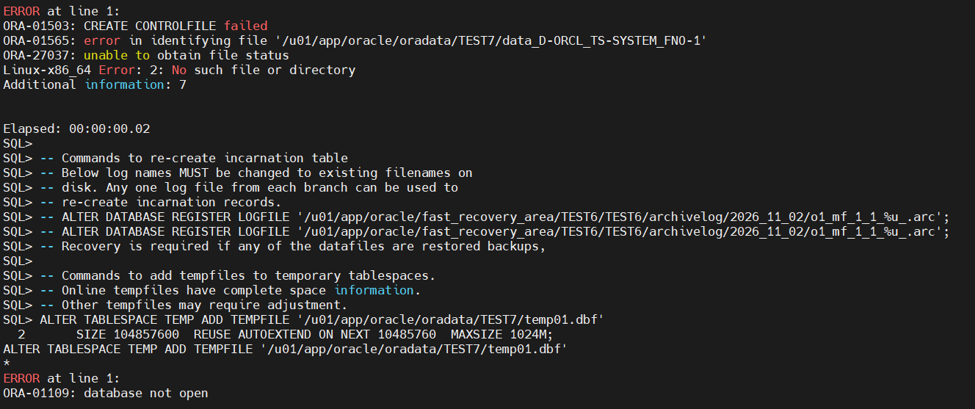 ERROR at line 1:
ORA-01503: CREATE CONTROLFILE failed
ORA-01565: error in identifying file '/u01/app/oracle/oradata/TEST7/data_D-ORCL_TS-SYSTEM_FNO-1'
ORA-27037: unable to obtain file status
Linux-x86_64 Error: 2: No such file or directory
Additional information: 7
Elapsed: 00:00:00.02
SQL>
SQL> -- Commands to re-create incarnation table
SQL> -- Below log names MUST be changed to existing filenames on
SQL> -- disk. Any one log file from each branch can be used to
SQL> -- re-create incarnation records.
SQL> -- ALTER DATABASE REGISTER LOGFILE '/u01/app/oracle/fast_recovery_area/TEST6/TEST6/archivelog/2026_11_02/o1_mf_1_1_%u_.arc';
SQL> -- ALTER DATABASE REGISTER LOGFILE '/u01/app/oracle/fast_recovery_area/TEST6/TEST6/archivelog/2026_11_02/o1_mf_1_1_%u_.arc';
SQL> -- Recovery is required if any of the datafiles are restored backups,
SQL>
SQL> -- Commands to add tempfiles to temporary tablespaces.
SQL> -- Online tempfiles have complete space information.
SQL> -- Other tempfiles may require adjustment.
SQL> ALTER TABLESPACE TEMP ADD TEMPFILE '/u01/app/oracle/oradata/TEST7/temp01.dbf'
  2       SIZE 104857600  REUSE AUTOEXTEND ON NEXT 10485760  MAXSIZE 1024M;
ALTER TABLESPACE TEMP ADD TEMPFILE '/u01/app/oracle/oradata/TEST7/temp01.dbf'
*
ERROR at line 1:
ORA-01109: database not open